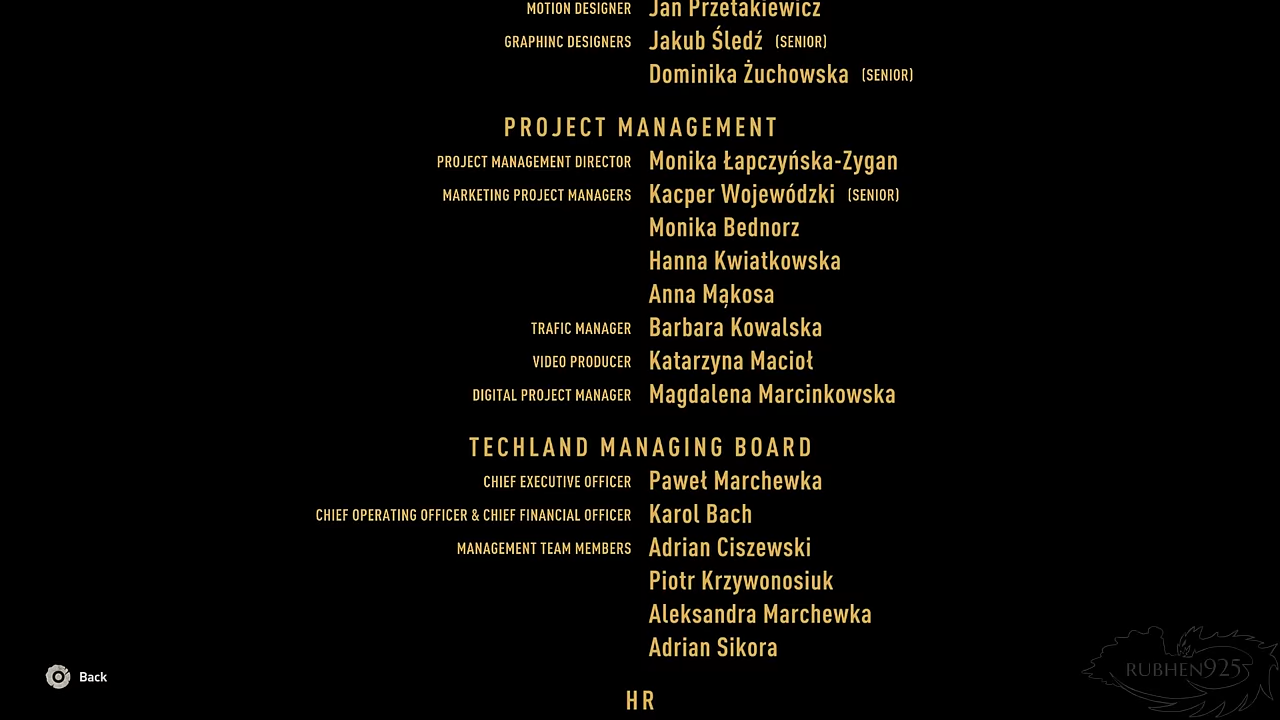 MOTION DESIGNER Jan Przetakiewicz
GRAPHINC DESIGNERS Jakub Śledź (SENIOR)
Dominika Żuchowska (SENIOR)
PROJECT MANAGEMENT
PROJECT MANAGEMENT DIRECTOR Monika Łapczyńska-Zygan
MARKETING PROJECT MANAGERS Kacper Wojewódzki (SENIOR)
Monika Bednorz
Hanna Kwiatkowska
Anna Mąkosa
TRAFIC MANAGER Barbara Kowalska
VIDEO PRODUCER Katarzyna Macioł
DIGITAL PROJECT MANAGER Magdalena Marcinkowska
TECHLAND MANAGING BOARD
CHIEF EXECUTIVE OFFICER Paweł Marchewka
CHIEF OPERATING OFFICER & CHIEF FINANCIAL OFFICER Karol Bach
MANAGEMENT TEAM MEMBERS Adrian Ciszewski
Piotr Krzywonosiuk
Aleksandra Marchewka
Adrian Sikora
RUBHEN925
Back
HR